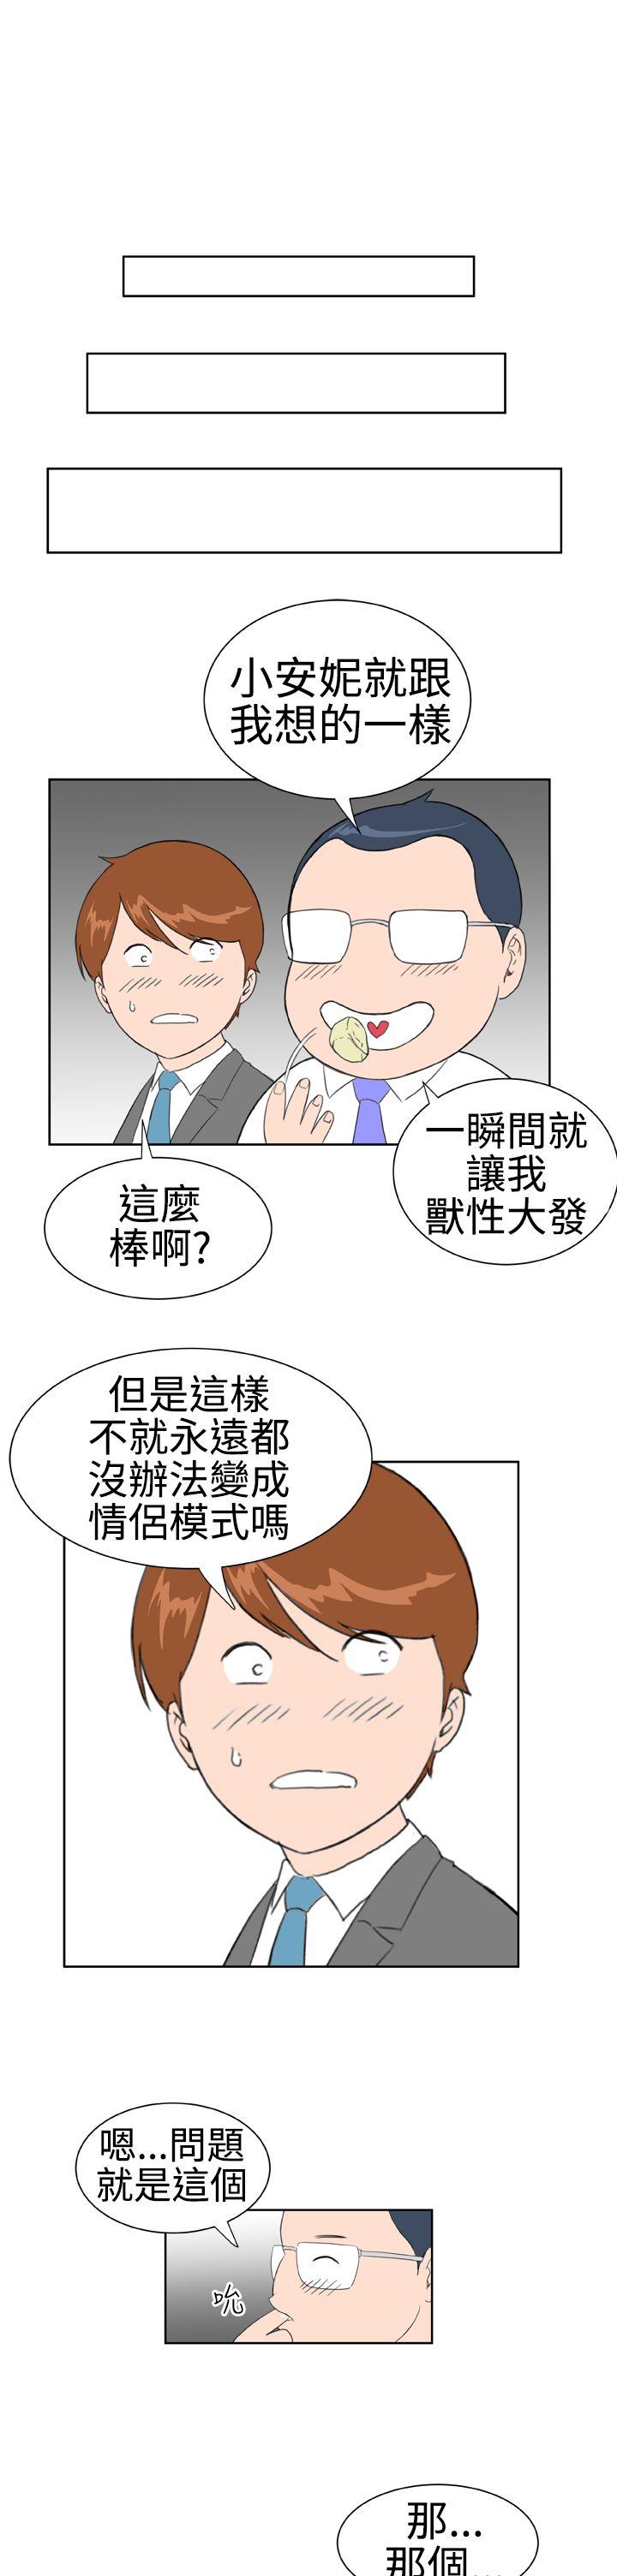 小安妮就跟
我想的一樣
一瞬間就
讓我
獸性大發
這麼
棒啊?
但是這樣
不就永遠都
沒辦法變成
情侶模式嗎
嗯...問題
就是這個
吮
那...
那個...